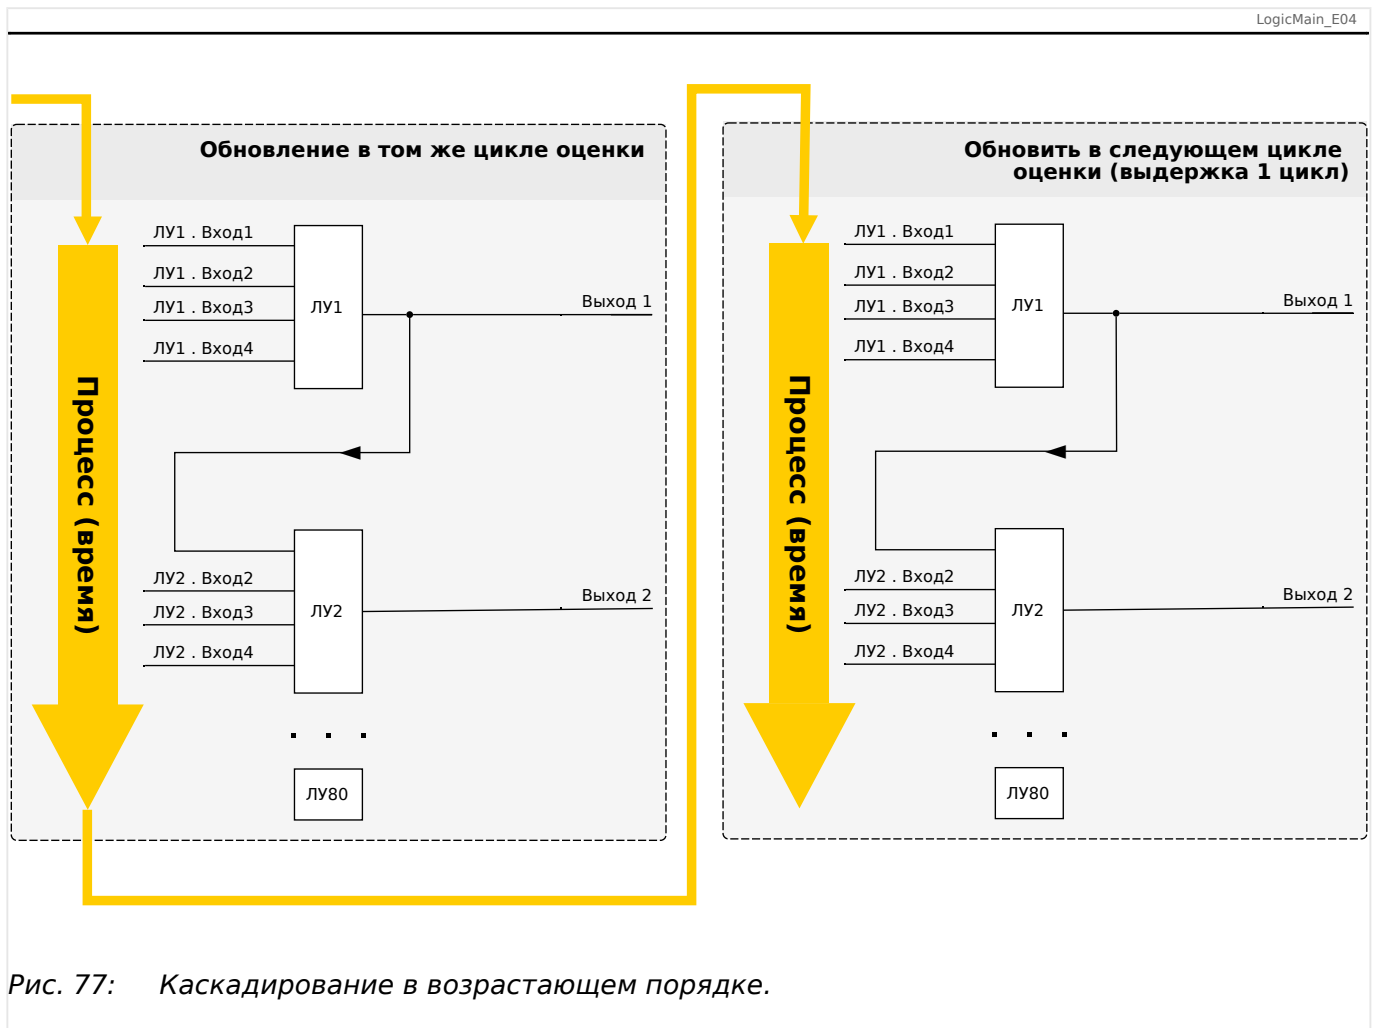 LogicMain_E04
Обновление в том же цикле оценки
ЛУ1 . Вход1
ЛУ1 . Вход2
ЛУ1 . Вход3
ЛУ1 . Вход4
ЛУ1
Выход 1
Процесс (время)
ЛУ2 . Вход2
ЛУ2 . Вход3
ЛУ2 . Вход4
ЛУ2
Выход 2
. . .
ЛУ80
Обновить в следующем цикле
оценки (выдержка 1 цикл)
ЛУ1 . Вход1
ЛУ1 . Вход2
ЛУ1 . Вход3
ЛУ1 . Вход4
ЛУ1
Выход 1
Процесс (время)
ЛУ2 . Вход2
ЛУ2 . Вход3
ЛУ2 . Вход4
ЛУ2
Выход 2
. . .
ЛУ80
Рис. 77: Каскадирование в возрастающем порядке.